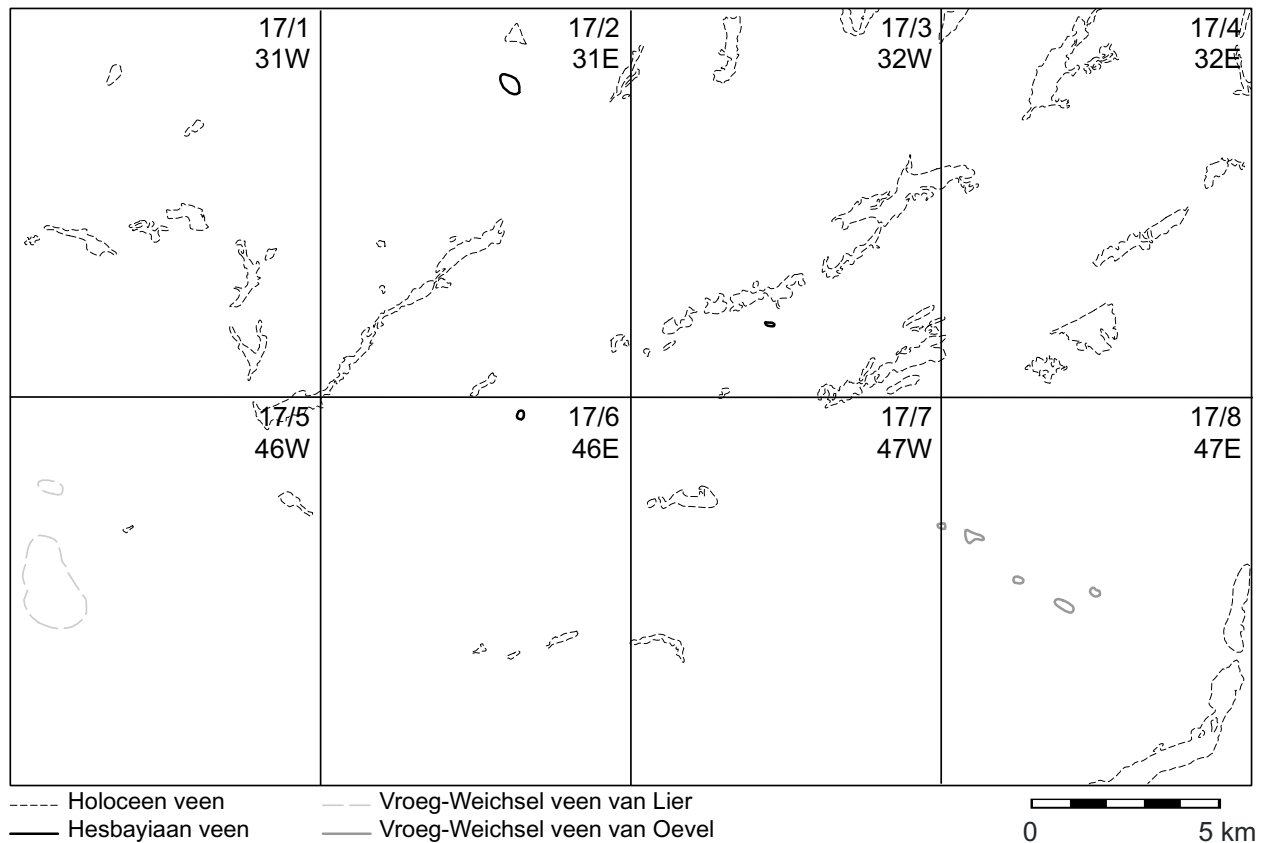 17/1
31W
17/2
31E
17/3
32W
17/4
32E
17/5
46W
17/6
46E
17/7
47W
17/8
47E
Holoceen veen
Vroeg-Weichsel veen van Lier
Hesbayiaan veen
Vroeg-Weichsel veen van Oevel
0
5 km